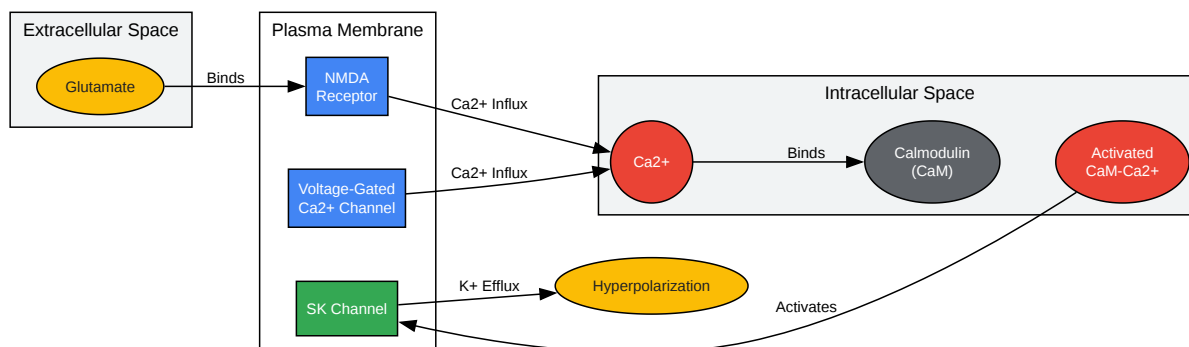 Extracellular Space
Glutamate
Binds
Plasma Membrane
NMDA
Receptor
Ca2+ Influx
Voltage-Gated
Ca2+ Channel
Ca2+ Influx
SK Channel
K+ Efflux
Hyperpolarization
Intracellular Space
Ca2+
Binds
Calmodulin
(CaM)
Activated
CaM-Ca2+
Activates